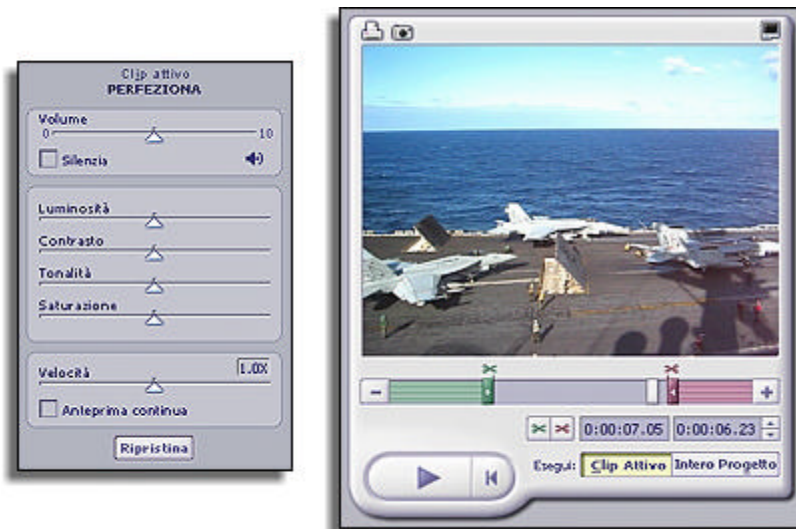 Clip attivo
PERFEZIONA
Volume
0 10
Silenzia
Luminosità
Contrasto
Tonalità
Saturazione
Velocità 1.0X
Anteprima continua
Ripristina
0:00:07.05 0:00:06.23
Esegui: Clip Attivo Intero Progetto